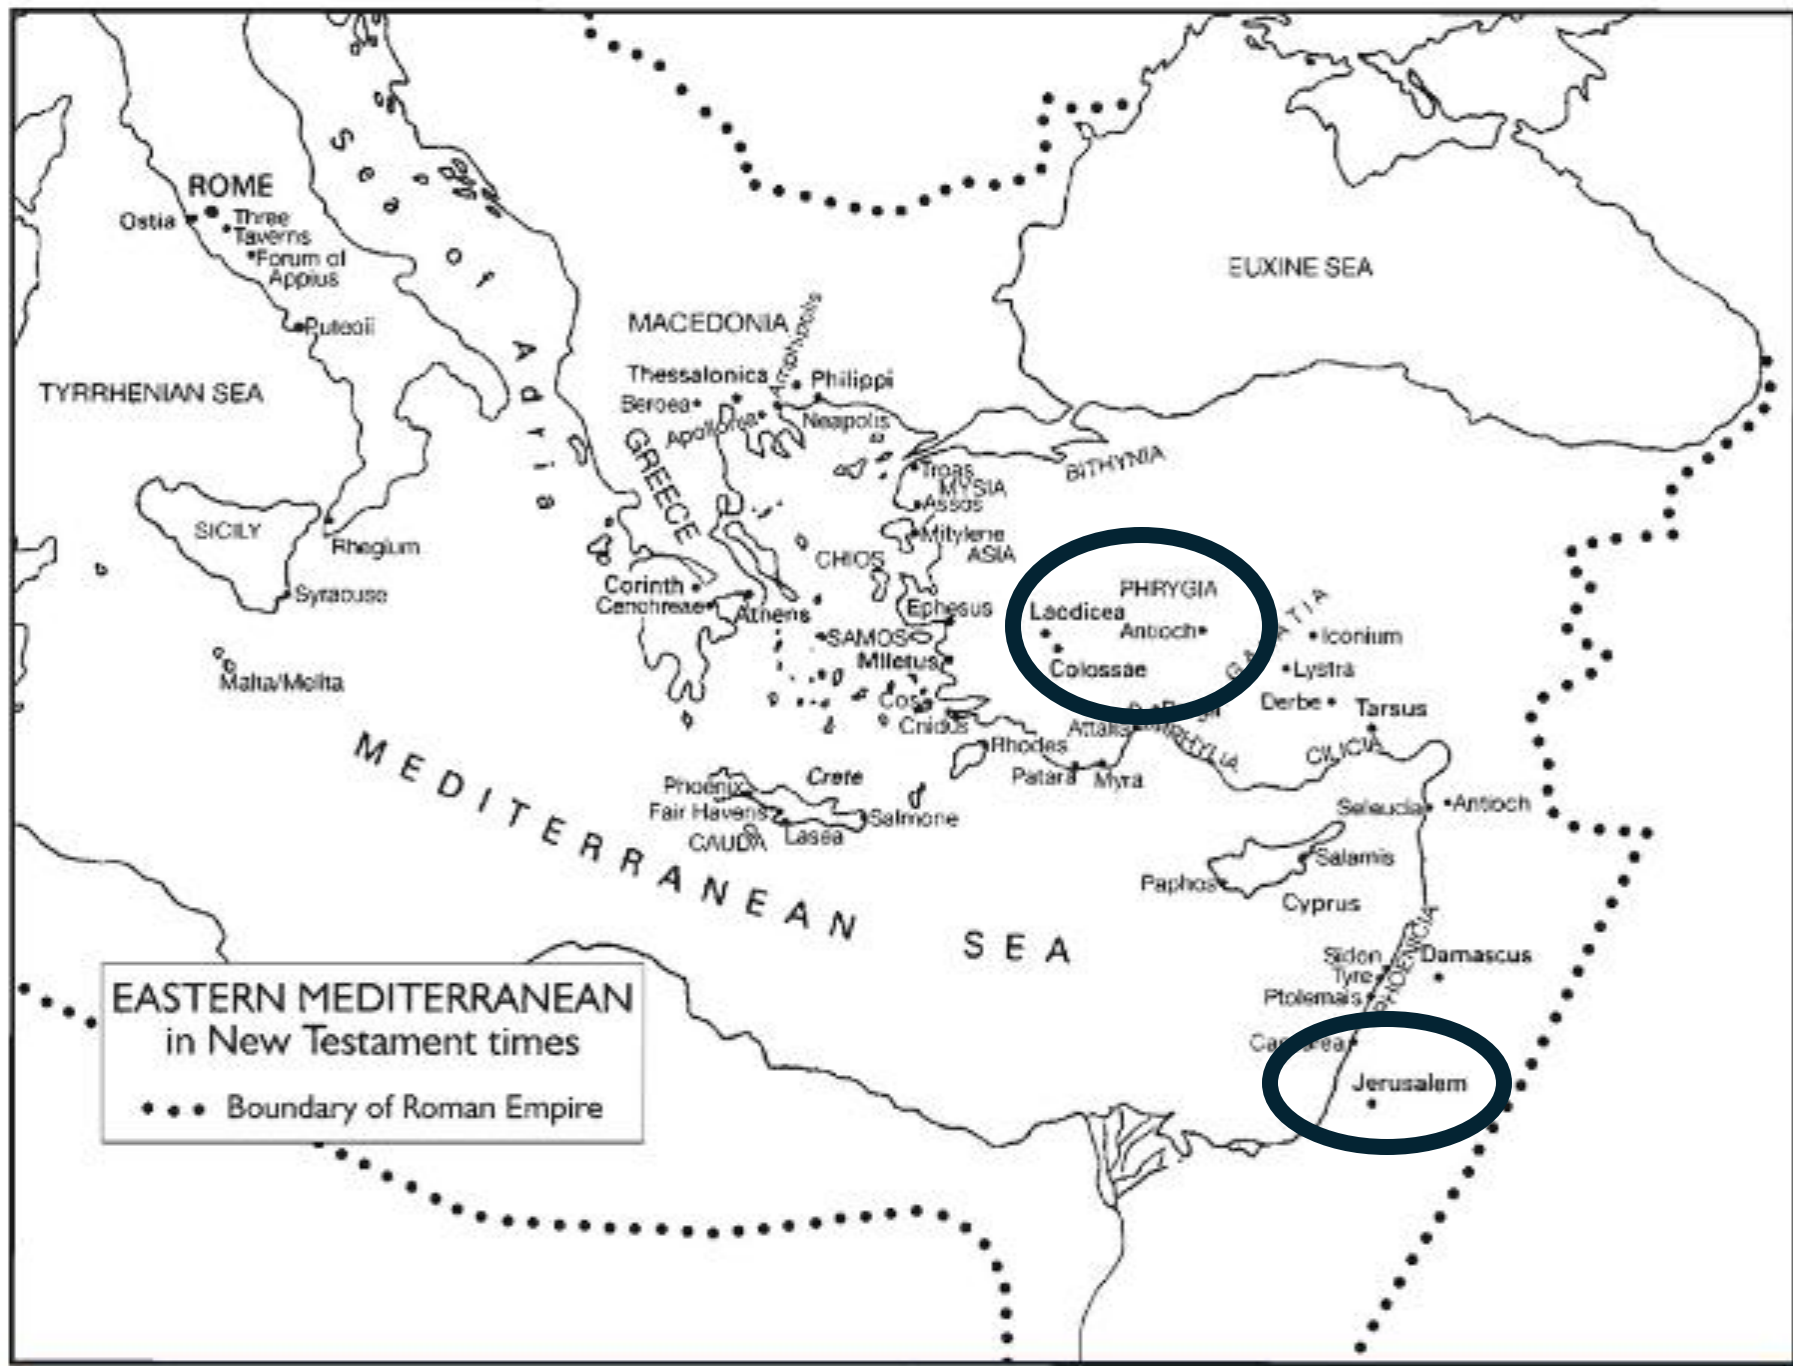 ROME
Ostia
Three
Taverns
Forum of
Appius
Puteoli
Sea of Adria
TYRRHENIAN SEA
SICILY
Rhegium
Syracuse
Malta/Melita
MACEDONIA
Amphipolis
Thessalonica
Philippi
Beroea
Apollonia
Neapolis
GREECE
EUXINE SEA
BITHYNIA
Troas
MYSIA
Assos
Mitylene
ASIA
CHIOS
Corinth
Cenchreae
Athens
Ephesus
SAMOS
Miletus
Cos
Cnidus
PHRYGIA
Laodicea
Antioch
Colossae
GALATIA
Iconium
Lystra
Derbe
Tarsus
Attalia
CILICIA
Rhodes
Patara
Myra
Phoenix
Crete
Fair Havens
Salmone
CAUDA
Lasea
MEDITERRANEAN SEA
Seleucia
Antioch
Salamis
Paphos
Cyprus
PHOENICIA
Sidon
Damascus
Tyre
Ptolemais
Jerusalem
EASTERN MEDITERRANEAN
in New Testament times
Boundary of Roman Empire